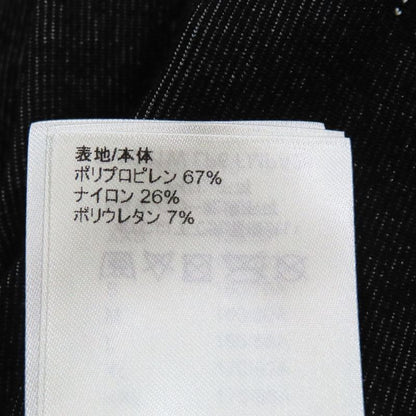 表地/本体
ポリプロピレン 67%
ナイロン 26%
ポリウレタン 7%